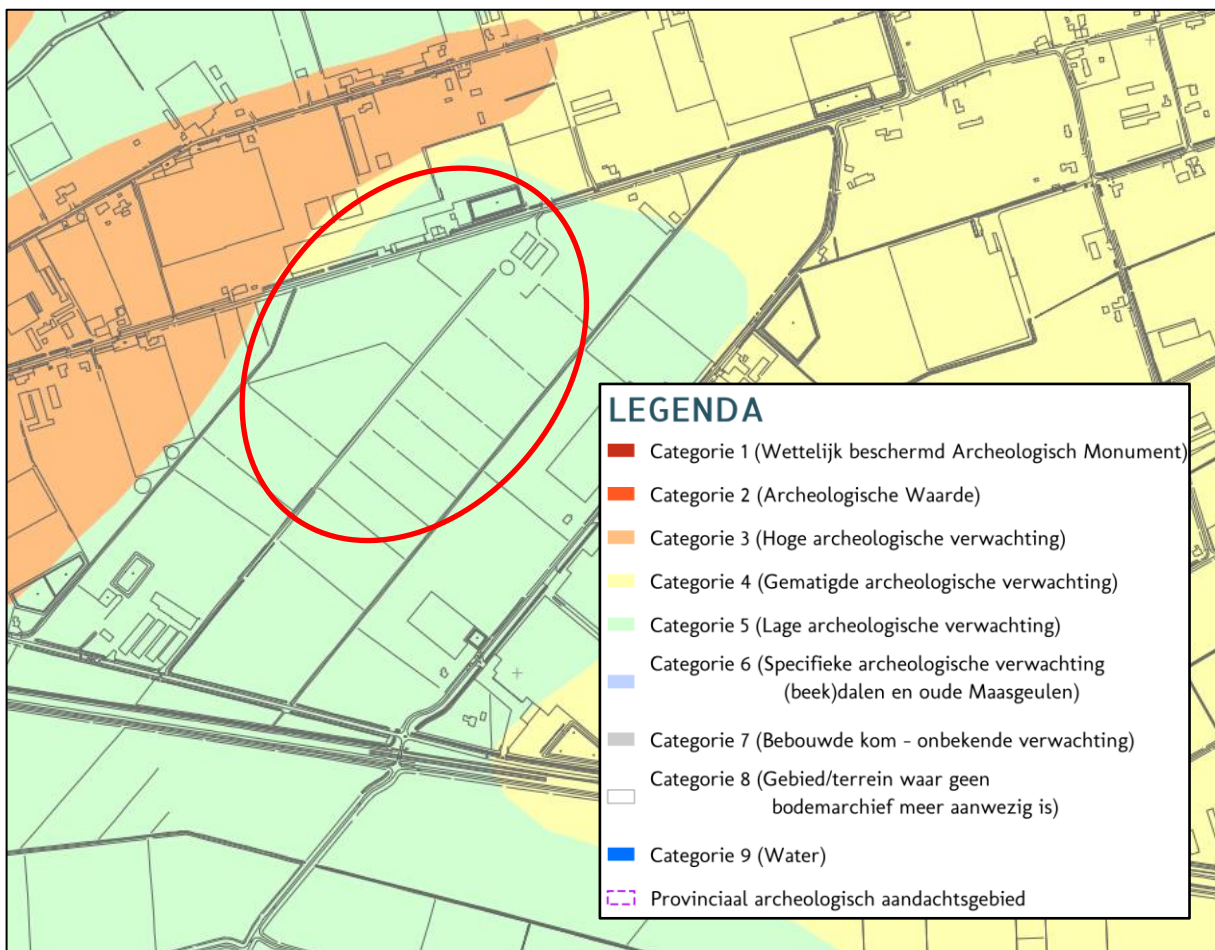 LEGENDA
Categorie 1 (Wettelijk beschermd Archeologisch Monument)
Categorie 2 (Archeologische Waarde)
Categorie 3 (Hoge archeologische verwachting)
Categorie 4 (Gematigde archeologische verwachting)
Categorie 5 (Lage archeologische verwachting)
Categorie 6 (Specifieke archeologische verwachting
(beek)dalen en oude Maasgeulen)
Categorie 7 (Bebouwde kom - onbekende verwachting)
Categorie 8 (Gebied/terrein waar geen
bodemarchief meer aanwezig is)
Categorie 9 (Water)
Provinciaal archeologisch aandachtsgebied